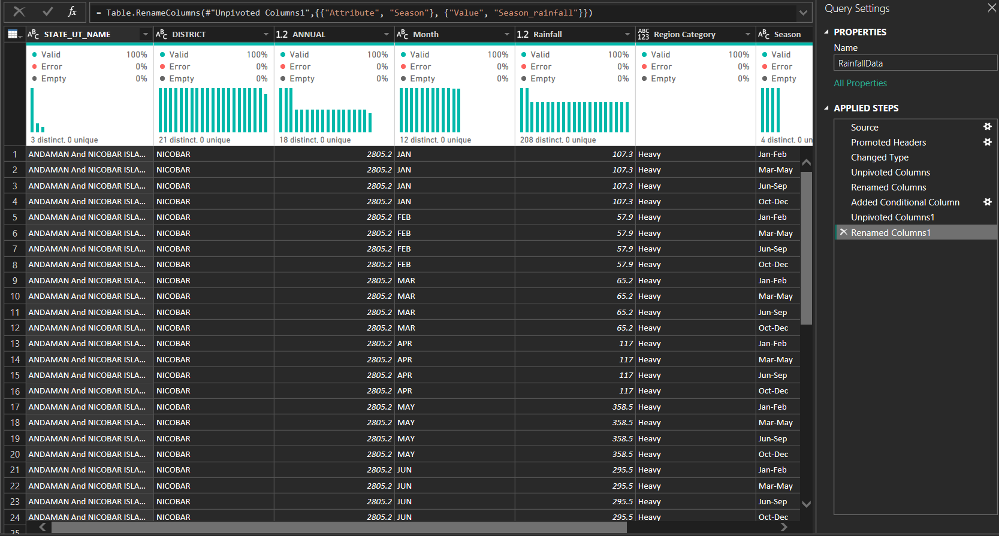 = Table.RenameColumns(#"Unpivoted Columns1",{{"Attribute", "Season"}, {"Value", "Season_rainfall"}})
STATE_UT_NAME DISTRICT 1.2 ANNUAL Month 1.2 Rainfall ABC 123 Region Category Season
Valid 100% Valid 100% Valid 100% Valid 100% Valid 100% Valid 100% Valid
Error 0% Error 0% Error 0% Error 0% Error 0% Error 0% Error
Empty 0% Empty 0% Empty 0% Empty 0% Empty 0% Empty 0% Empty
3 distinct, 0 unique 21 distinct, 0 unique 18 distinct, 0 unique 12 distinct, 0 unique 208 distinct, 0 unique 4 distinct, 0 un
1 ANDAMAN And NICOBAR ISLA... NICOBAR 2805.2 JAN 107.3 Heavy Jan-Feb
2 ANDAMAN And NICOBAR ISLA... NICOBAR 2805.2 JAN 107.3 Heavy Mar-May
3 ANDAMAN And NICOBAR ISLA... NICOBAR 2805.2 JAN 107.3 Heavy Jun-Sep
4 ANDAMAN And NICOBAR ISLA... NICOBAR 2805.2 JAN 107.3 Heavy Oct-Dec
5 ANDAMAN And NICOBAR ISLA... NICOBAR 2805.2 FEB 57.9 Heavy Jan-Feb
6 ANDAMAN And NICOBAR ISLA... NICOBAR 2805.2 FEB 57.9 Heavy Mar-May
7 ANDAMAN And NICOBAR ISLA... NICOBAR 2805.2 FEB 57.9 Heavy Jun-Sep
8 ANDAMAN And NICOBAR ISLA... NICOBAR 2805.2 FEB 57.9 Heavy Oct-Dec
9 ANDAMAN And NICOBAR ISLA... NICOBAR 2805.2 MAR 65.2 Heavy Jan-Feb
10 ANDAMAN And NICOBAR ISLA... NICOBAR 2805.2 MAR 65.2 Heavy Mar-May
11 ANDAMAN And NICOBAR ISLA... NICOBAR 2805.2 MAR 65.2 Heavy Jun-Sep
12 ANDAMAN And NICOBAR ISLA... NICOBAR 2805.2 MAR 65.2 Heavy Oct-Dec
13 ANDAMAN And NICOBAR ISLA... NICOBAR 2805.2 APR 117 Heavy Jan-Feb
14 ANDAMAN And NICOBAR ISLA... NICOBAR 2805.2 APR 117 Heavy Mar-May
15 ANDAMAN And NICOBAR ISLA... NICOBAR 2805.2 APR 117 Heavy Jun-Sep
16 ANDAMAN And NICOBAR ISLA... NICOBAR 2805.2 APR 117 Heavy Oct-Dec
17 ANDAMAN And NICOBAR ISLA... NICOBAR 2805.2 MAY 358.5 Heavy Jan-Feb
18 ANDAMAN And NICOBAR ISLA... NICOBAR 2805.2 MAY 358.5 Heavy Mar-May
19 ANDAMAN And NICOBAR ISLA... NICOBAR 2805.2 MAY 358.5 Heavy Jun-Sep
20 ANDAMAN And NICOBAR ISLA... NICOBAR 2805.2 MAY 358.5 Heavy Oct-Dec
21 ANDAMAN And NICOBAR ISLA... NICOBAR 2805.2 JUN 295.5 Heavy Jan-Feb
22 ANDAMAN And NICOBAR ISLA... NICOBAR 2805.2 JUN 295.5 Heavy Mar-May
23 ANDAMAN And NICOBAR ISLA... NICOBAR 2805.2 JUN 295.5 Heavy Jun-Sep
24 ANDAMAN And NICOBAR ISLA... NICOBAR 2805.2 JUN 295.5 Heavy Oct-Dec
25
Query Settings
PROPERTIES
Name
RainfallData
All Properties
APPLIED STEPS
Source
Promoted Headers
Changed Type
Unpivoted Columns
Renamed Columns
Added Conditional Column
Unpivoted Columns1
Renamed Columns1